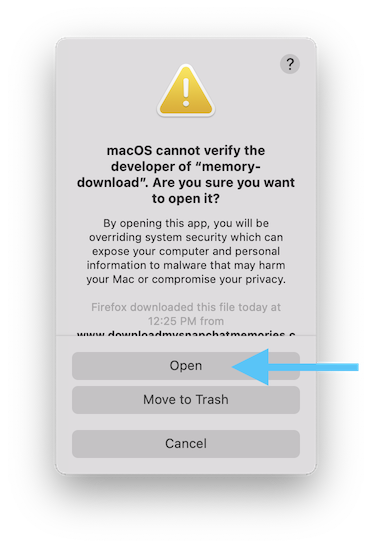 ?
macOS cannot verify the
developer of “memory-
download”. Are you sure you want
to open it?
By opening this app, you will be
overriding system security which can
expose your computer and personal
information to malware that may harm
your Mac or compromise your privacy.
Firefox downloaded this file today at
12:25 PM from
www.downloadmysnapchatmemories.c
Open
Move to Trash
Cancel